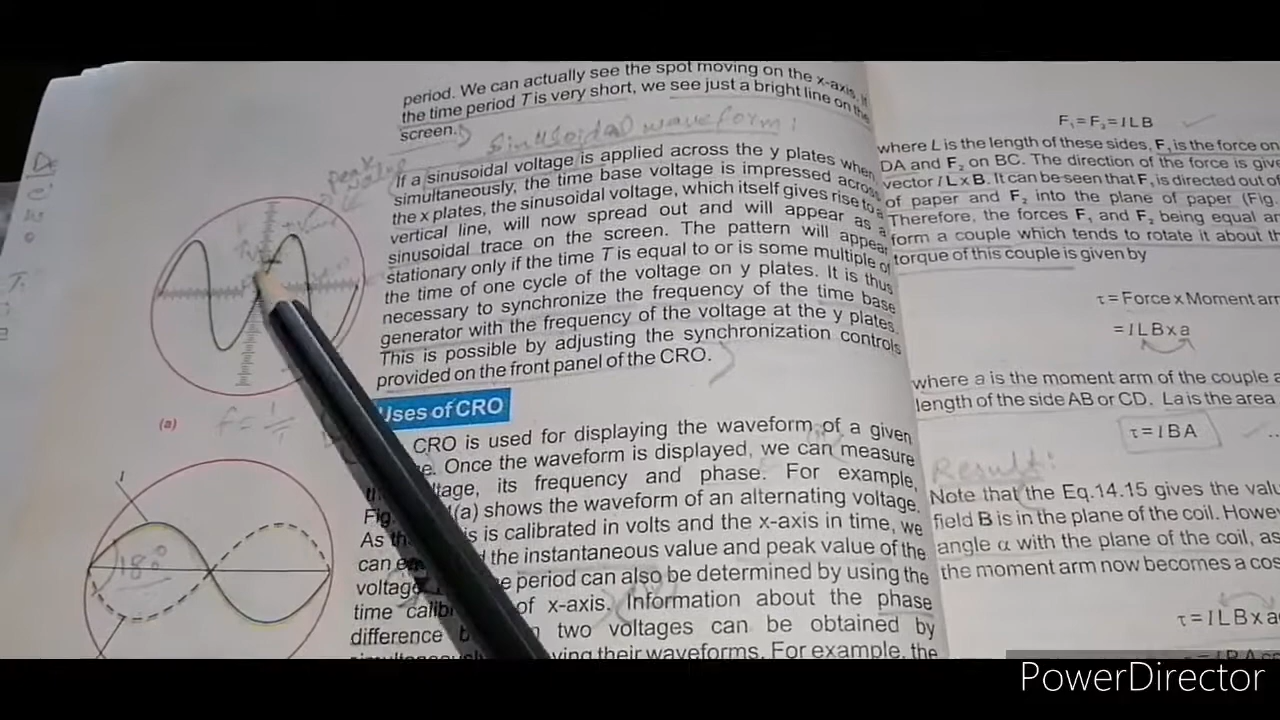 period. We can actually see the spot moving on the x-axis. If
the time period T is very short, we see just a bright line on the
screen.
Sinusoidal waveform:
peak value
If a sinusoidal voltage is applied across the y plates when
simultaneously, the time base voltage is impressed across
the x plates, the sinusoidal voltage, which itself gives rise to a
vertical line, will now spread out and will appear as a
sinusoidal trace on the screen. The pattern will appear
stationary only if the time T is equal to or is some multiple of
the time of one cycle of the voltage on y plates. It is thus
necessary to synchronize the frequency of the time base
generator with the frequency of the voltage at the y plates.
This is possible by adjusting the synchronization controls
provided on the front panel of the CRO.
(a)
f = 1/T
Uses of CRO
CRO is used for displaying the waveform of a given
Once the waveform is displayed, we can measure
its frequency and phase. For example,
Fig. (a) shows the waveform of an alternating voltage.
As is calibrated in volts and the x-axis in time, we
can the instantaneous value and peak value of the
voltage period can also be determined by using the
time of x-axis. Information about the phase
difference two voltages can be obtained by
their waveforms. For example, the
1
180°
F₁ = F₂ = ILB
where L is the length of these sides, F₁ is the force on
DA and F₂ on BC. The direction of the force is
vector I L x B. It can be seen that F₁ is directed out of
of paper and F₂ into the plane of paper (Fig.
Therefore, the forces F₁ and F₂ being equal
form a couple which tends to rotate it about
torque of this couple is given by
τ = Force x Moment
= ILB x a
where a is the moment arm of the couple
length of the side AB or CD. La is the area
τ = IBA
Result:
Note that the Eq.14.15 gives the
field B is in the plane of the coil.
angle α with the plane of the coil, as
the moment arm now becomes a
τ = ILB x
PowerDirector